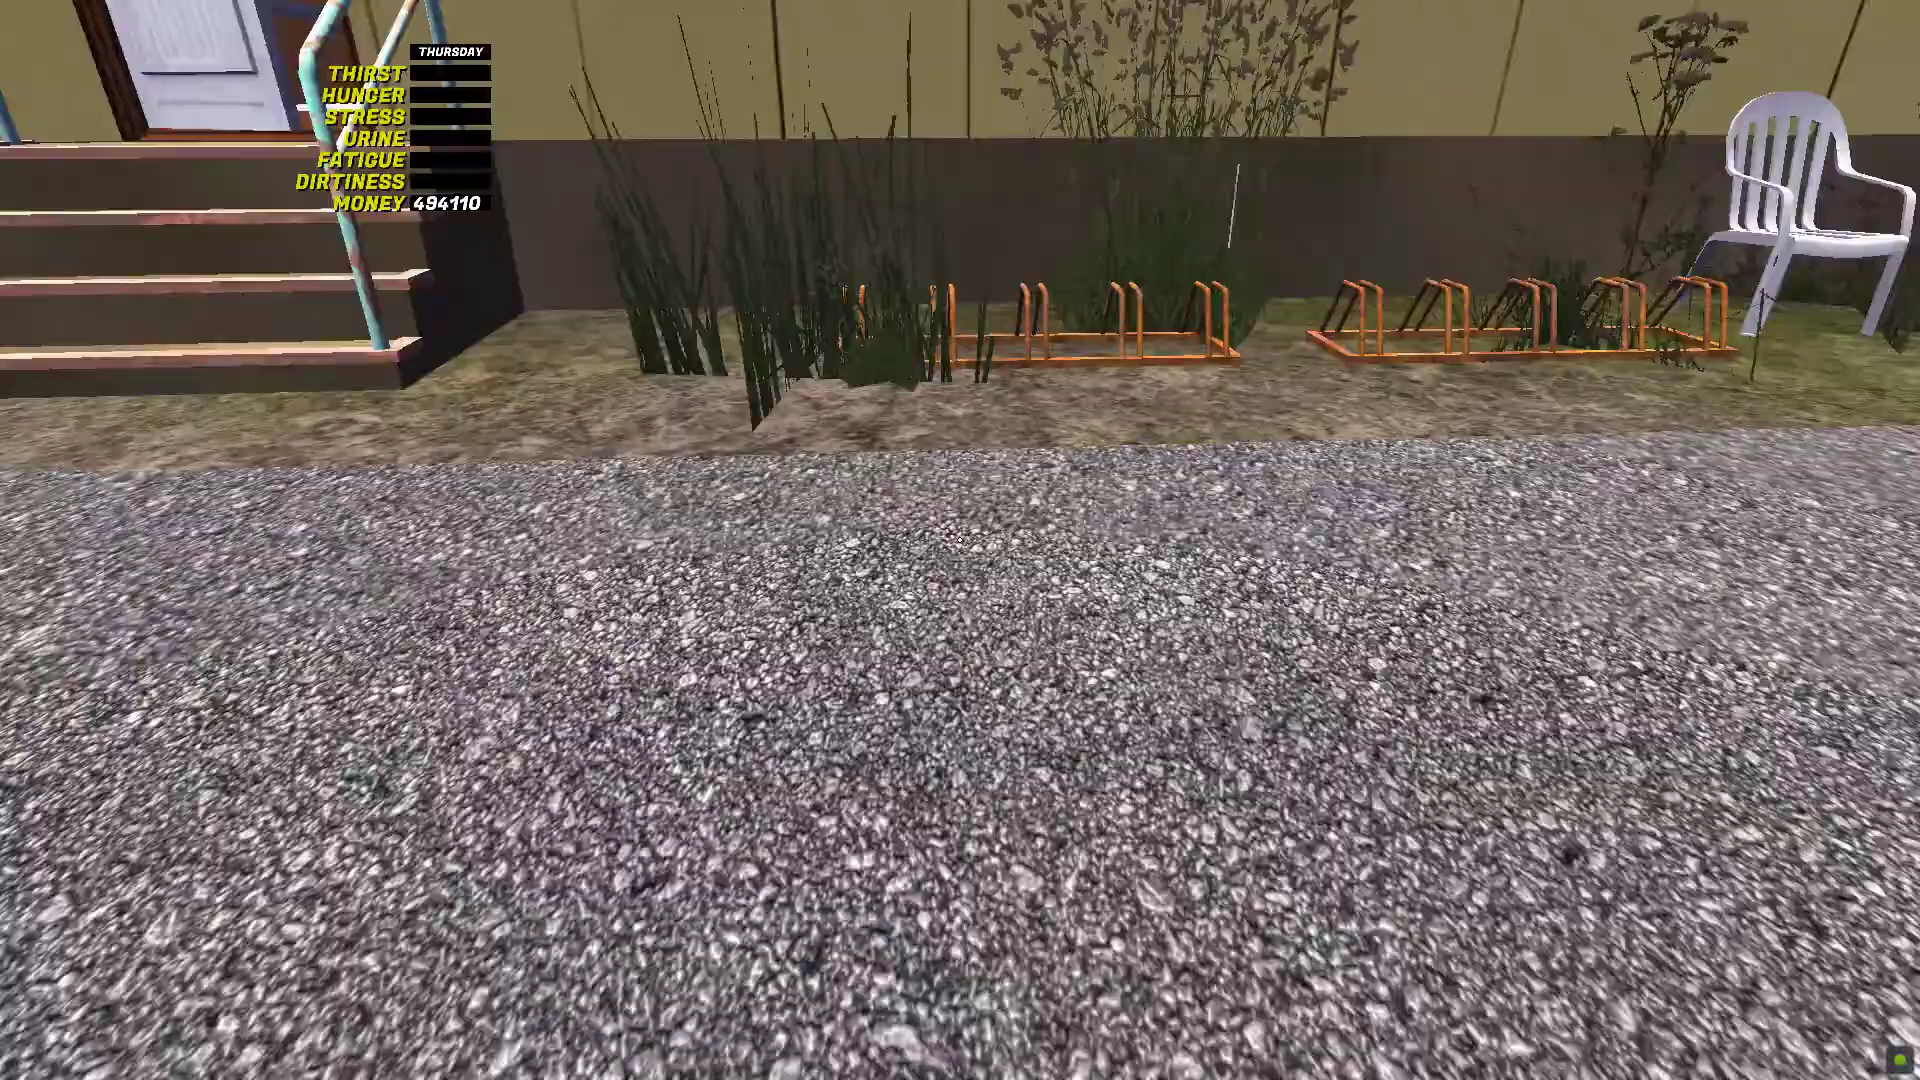 THURSDAY
THIRST
HUNGER
STRESS
URINE
FATIGUE
DIRTINESS
MONEY 494110